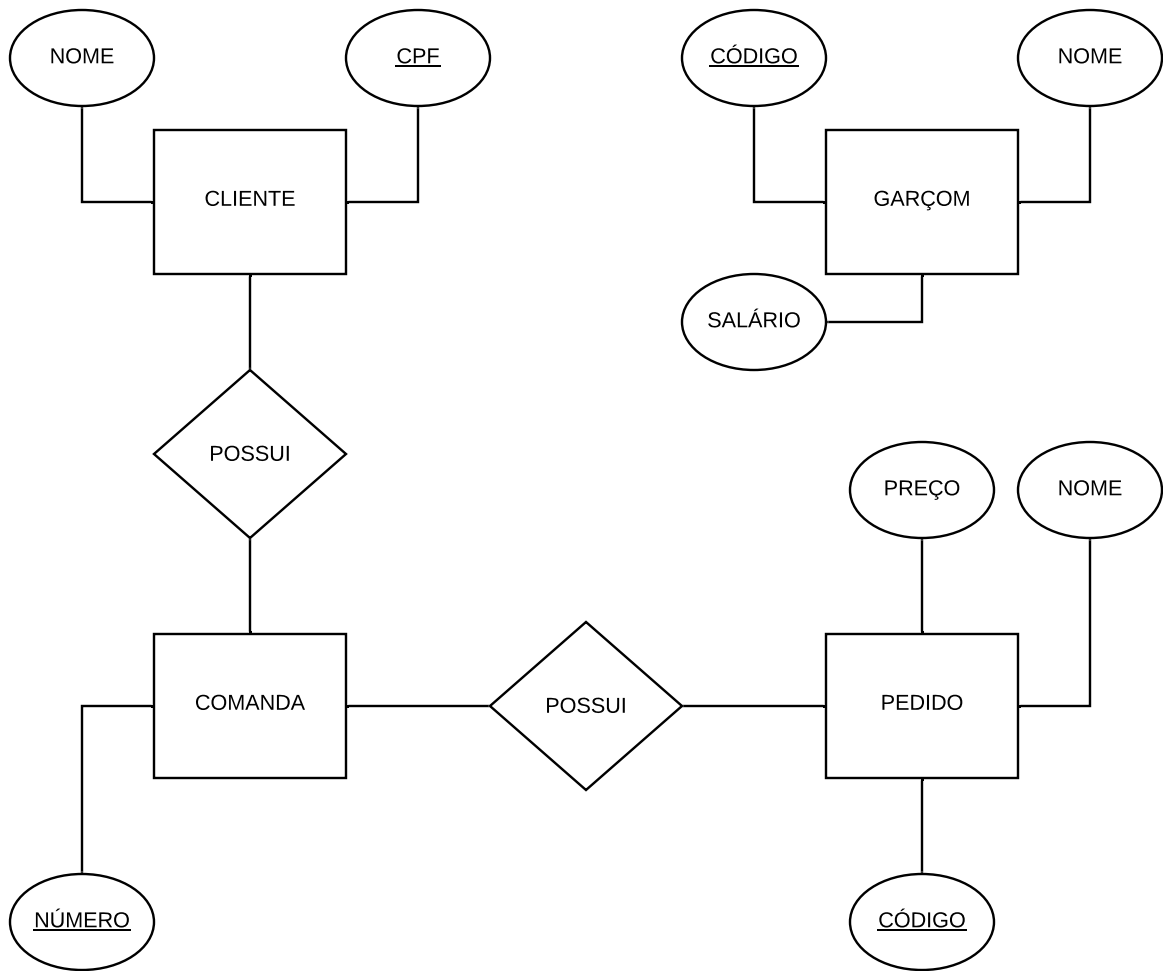 NOME
CPF
CÓDIGO
NOME
CLIENTE
GARÇOM
SALÁRIO
POSSUI
PREÇO
NOME
COMANDA
POSSUI
PEDIDO
NÚMERO
CÓDIGO